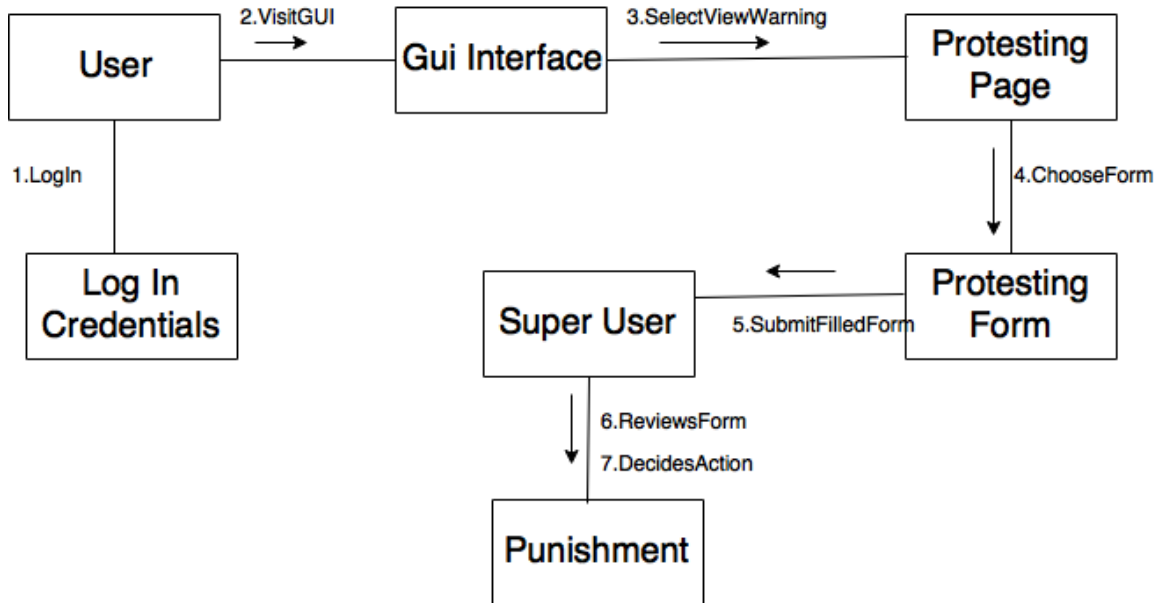 2.VisitGUI
3.SelectViewWarning
User
Gui Interface
Protesting
Page
1.LogIn
4.ChooseForm
Log In
Credentials
Super User
5.SubmitFilledForm
Protesting
Form
6.ReviewsForm
7.DecidesAction
Punishment